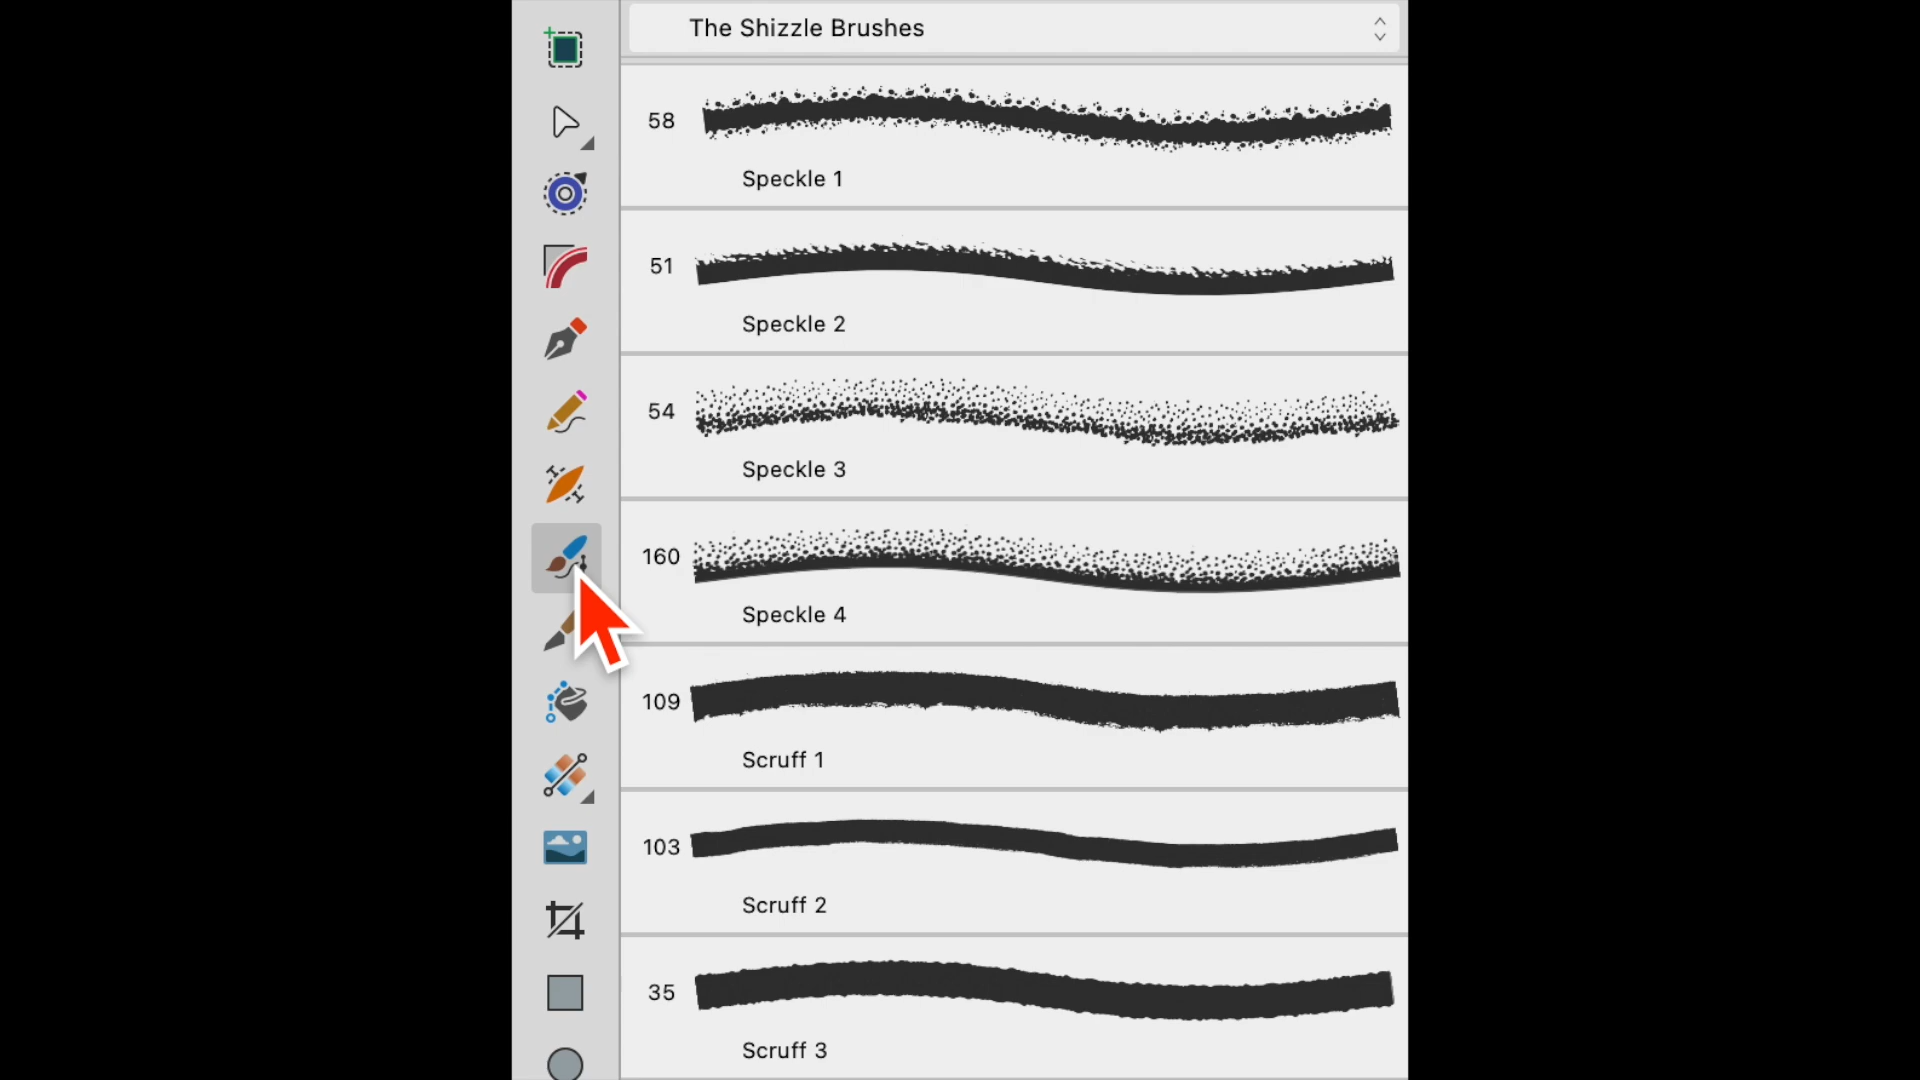 The Shizzle Brushes
58
Speckle 1
51
Speckle 2
54
Speckle 3
160
Speckle 4
109
Scruff 1
103
Scruff 2
35
Scruff 3